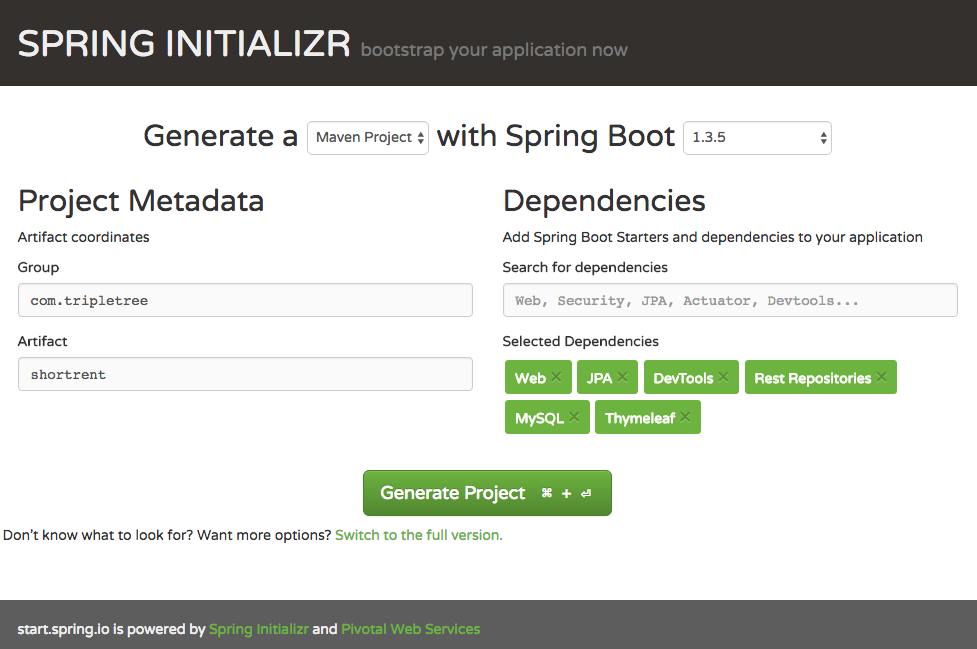 SPRING INITIALIZR bootstrap your application now
Generate a Maven Project with Spring Boot 1.3.5
Project Metadata
Artifact coordinates
Group
com.tripletree
Artifact
shortrent
Dependencies
Add Spring Boot Starters and dependencies to your application
Search for dependencies
Web, Security, JPA, Actuator, Devtools...
Selected Dependencies
Web × JPA × DevTools × Rest Repositories ×
MySQL × Thymeleaf ×
Generate Project ⌘ + ⏎
Don't know what to look for? Want more options? Switch to the full version.
start.spring.io is powered by Spring Initializr and Pivotal Web Services